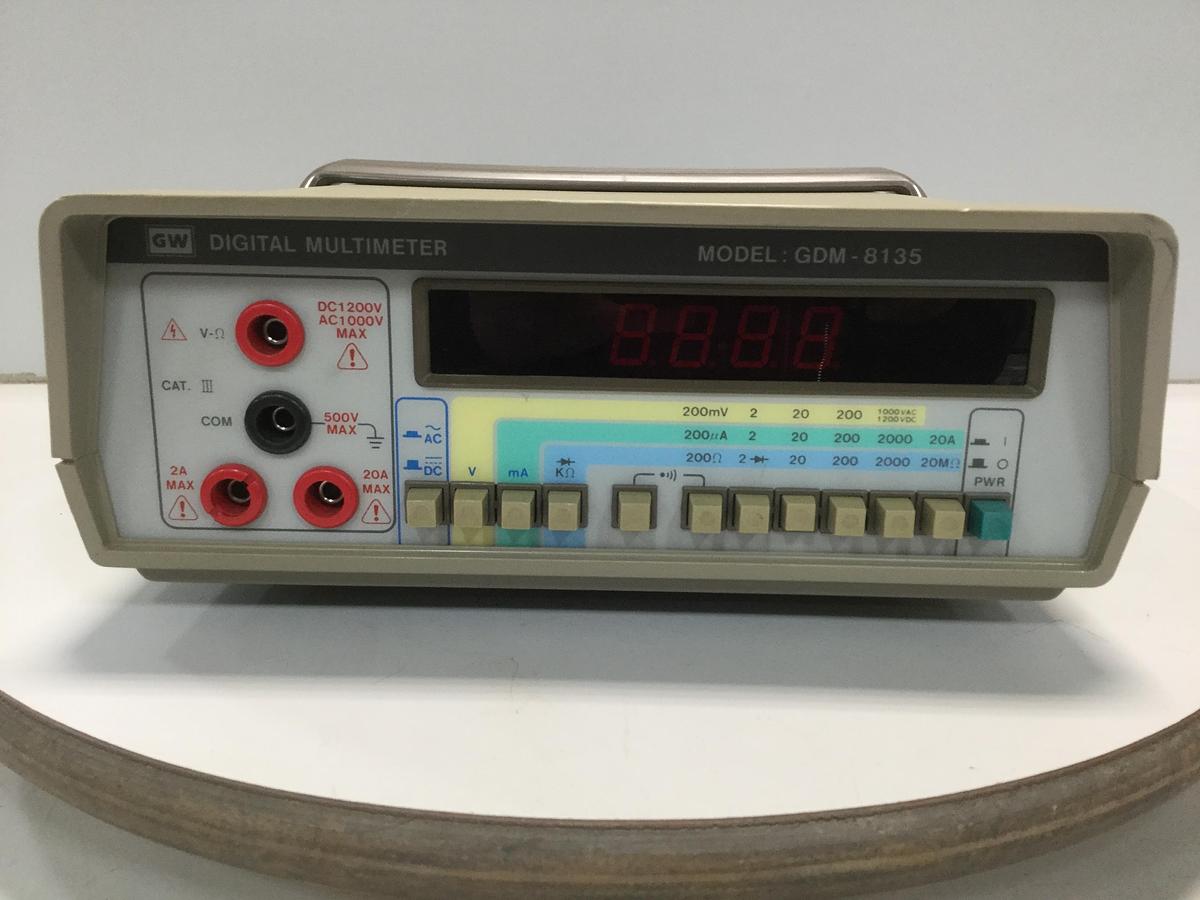 GW DIGITAL MULTIMETER MODEL: GDM-8135
V-Ω
DC1200V
AC1000V
MAX
CAT. III
COM
500V
MAX
2A
MAX
20A
MAX
8888
AC
DC
V
mA
KΩ
200mV 2 20 200 1000VAC
1200VDC
200µA 2 20 200 2000 20A
200Ω 2 20 200 2000 20MΩ
I
O
PWR